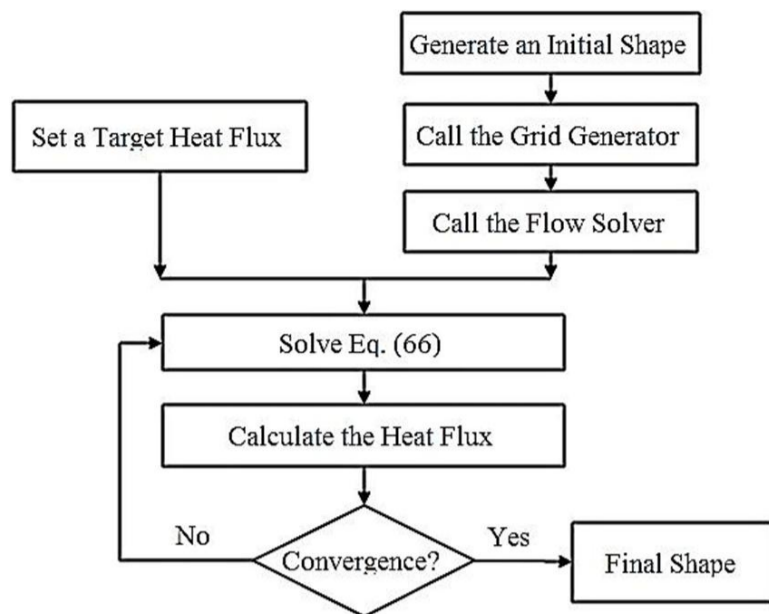 Generate an Initial Shape
Set a Target Heat Flux
Call the Grid Generator
Call the Flow Solver
Solve Eq. (66)
Calculate the Heat Flux
No
Convergence?
Yes
Final Shape